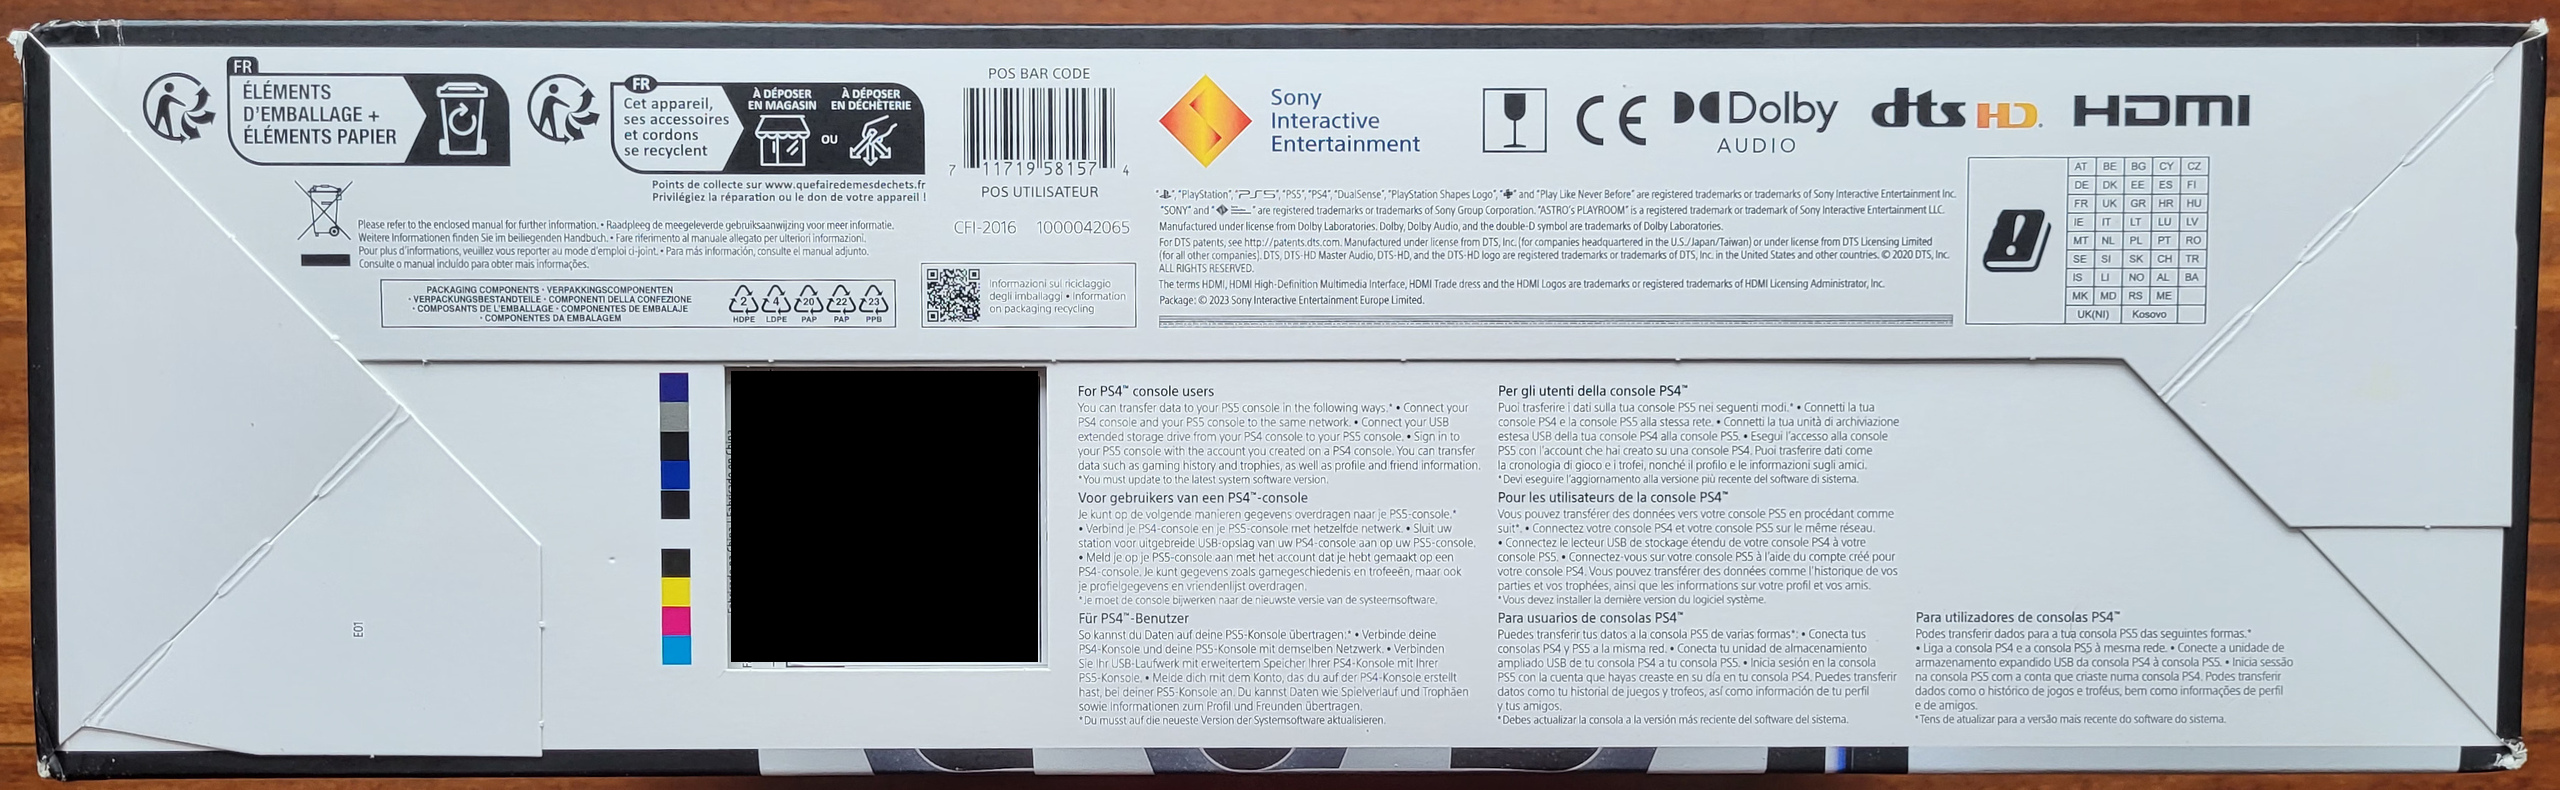 FR
ÉLÉMENTS
D'EMBALLAGE +
ÉLÉMENTS PAPIER
FR
Cet appareil,
ses accessoires
et cordons
se recyclent
À DÉPOSER
EN MAGASIN
OU
À DÉPOSER
EN DÉCHÈTERIE
Points de collecte sur www.quefairedemesdechets.fr
Privilégiez la réparation ou le don de votre appareil !
Please refer to the enclosed manual for further information. • Raadpleeg de meegeleverde gebruiksaanwijzing voor meer informatie.
Weitere Informationen finden Sie im beiliegenden Handbuch. • Fare riferimento al manuale allegato per ulteriori informazioni.
Pour plus d'informations, veuillez vous reporter au mode d'emploi ci-joint. • Para más información, consulte el manual adjunto.
Consulte o manual incluído para obter mais informações.
PACKAGING COMPONENTS · VERPAKKINGSCOMPONENTEN
· VERPACKUNGSBESTANDTEILE · COMPONENTI DELLA CONFEZIONE
· COMPOSANTS DE L'EMBALLAGE · COMPONENTES DE EMBALAJE
· COMPONENTES DA EMBALAGEM
2 4 20 22 23
HDPE LDPE PAP PAP PPB
POS BAR CODE
7 11719 58157 4
POS UTILISATEUR
CFI-2016 1000042065
Informazioni sul riciclaggio
degli imballaggi • Information
on packaging recycling
Sony
Interactive
Entertainment
CE
Dolby
AUDIO
dts HD.
HDMI
"PlayStation", "PS5", "PS4", "DualSense", "PlayStation Shapes Logo", and "Play Like Never Before" are registered trademarks or trademarks of Sony Interactive Entertainment Inc.
"SONY" and " " are registered trademarks or trademarks of Sony Group Corporation. "ASTRO's PLAYROOM" is a registered trademark or trademark of Sony Interactive Entertainment LLC.
Manufactured under license from Dolby Laboratories. Dolby, Dolby Audio, and the double-D symbol are trademarks of Dolby Laboratories.
For DTS patents, see http://patents.dts.com. Manufactured under license from DTS, Inc. (for companies headquartered in the U.S./Japan/Taiwan) or under license from DTS Licensing Limited
(for all other companies). DTS, DTS-HD Master Audio, DTS-HD, and the DTS-HD logo are registered trademarks or trademarks of DTS, Inc. in the United States and other countries. © 2020 DTS, Inc.
ALL RIGHTS RESERVED.
The terms HDMI, HDMI High-Definition Multimedia Interface, HDMI Trade dress and the HDMI Logos are trademarks or registered trademarks of HDMI Licensing Administrator, Inc.
Package: © 2023 Sony Interactive Entertainment Europe Limited.
AT BE BG CY CZ
DE DK EE ES FI
FR UK GR HR HU
IE IT LT LU LV
MT NL PL PT RO
SE SI SK CH TR
IS LI NO AL BA
MK MD RS ME
UK(NI) Kosovo
E01
For PS4™ console users
You can transfer data to your PS5 console in the following ways.* • Connect your
PS4 console and your PS5 console to the same network. • Connect your USB
extended storage drive from your PS4 console to your PS5 console. • Sign in to
your PS5 console with the account you created on a PS4 console. You can transfer
data such as gaming history and trophies, as well as profile and friend information.
*You must update to the latest system software version.
Voor gebruikers van een PS4™-console
Je kunt op de volgende manieren gegevens overdragen naar je PS5-console.*
• Verbind je PS4-console en je PS5-console met hetzelfde netwerk. • Sluit uw
station voor uitgebreide USB-opslag van uw PS4-console aan op uw PS5-console.
• Meld je op je PS5-console aan met het account dat je hebt gemaakt op een
PS4-console. Je kunt gegevens zoals gamegeschiedenis en trofeeën, maar ook
je profielgegevens en vriendenlijst overdragen.
*Je moet de console bijwerken naar de nieuwste versie van de systeemsoftware.
Für PS4™-Benutzer
So kannst du Daten auf deine PS5-Konsole übertragen:* • Verbinde deine
PS4-Konsole und deine PS5-Konsole mit demselben Netzwerk. • Verbinden
Sie Ihr USB-Laufwerk mit erweitertem Speicher Ihrer PS4-Konsole mit Ihrer
PS5-Konsole. • Melde dich mit dem Konto, das du auf der PS4-Konsole erstellt
hast, bei deiner PS5-Konsole an. Du kannst Daten wie Spielverlauf und Trophäen
sowie Informationen zum Profil und Freunden übertragen.
*Du musst auf die neueste Version der Systemsoftware aktualisieren.
Per gli utenti della console PS4™
Puoi trasferire i dati sulla tua console PS5 nei seguenti modi.* • Connetti la tua
console PS4 e la console PS5 alla stessa rete. • Connetti la tua unità di archiviazione
estesa USB della tua console PS4 alla console PS5. • Esegui l'accesso alla console
PS5 con l'account che hai creato su una console PS4. Puoi trasferire dati come
la cronologia di gioco e i trofei, nonché il profilo e le informazioni sugli amici.
*Devi eseguire l'aggiornamento alla versione più recente del software di sistema.
Pour les utilisateurs de la console PS4™
Vous pouvez transférer des données vers votre console PS5 en procédant comme
suit*. • Connectez votre console PS4 et votre console PS5 sur le même réseau.
• Connectez le lecteur USB de stockage étendu de votre console PS4 à votre
console PS5. • Connectez-vous sur votre console PS5 à l'aide du compte créé pour
votre console PS4. Vous pouvez transférer des données comme l'historique de vos
parties et vos trophées, ainsi que les informations sur votre profil et vos amis.
*Vous devez installer la dernière version du logiciel système.
Para usuarios de consolas PS4™
Puedes transferir tus datos a la consola PS5 de varias formas*: • Conecta tus
consolas PS4 y PS5 a la misma red. • Conecta tu unidad de almacenamiento
ampliado USB de tu consola PS4 a tu consola PS5. • Inicia sesión en la consola
PS5 con la cuenta que hayas creaste en su día en tu consola PS4. Puedes transferir
datos como tu historial de juegos y trofeos, así como información de tu perfil
y tus amigos.
*Debes actualizar la consola a la versión más reciente del software del sistema.
Para utilizadores de consolas PS4™
Podes transferir dados para a tua consola PS5 das seguintes formas.*
• Liga a consola PS4 e a consola PS5 à mesma rede. • Conecte a unidade de
armazenamento expandido USB da consola PS4 à consola PS5. • Inicia sessão
na consola PS5 com a conta que criaste numa consola PS4. Podes transferir
dados como o histórico de jogos e troféus, bem como informações de perfil
e de amigos.
*Tens de atualizar para a versão mais recente do software do sistema.